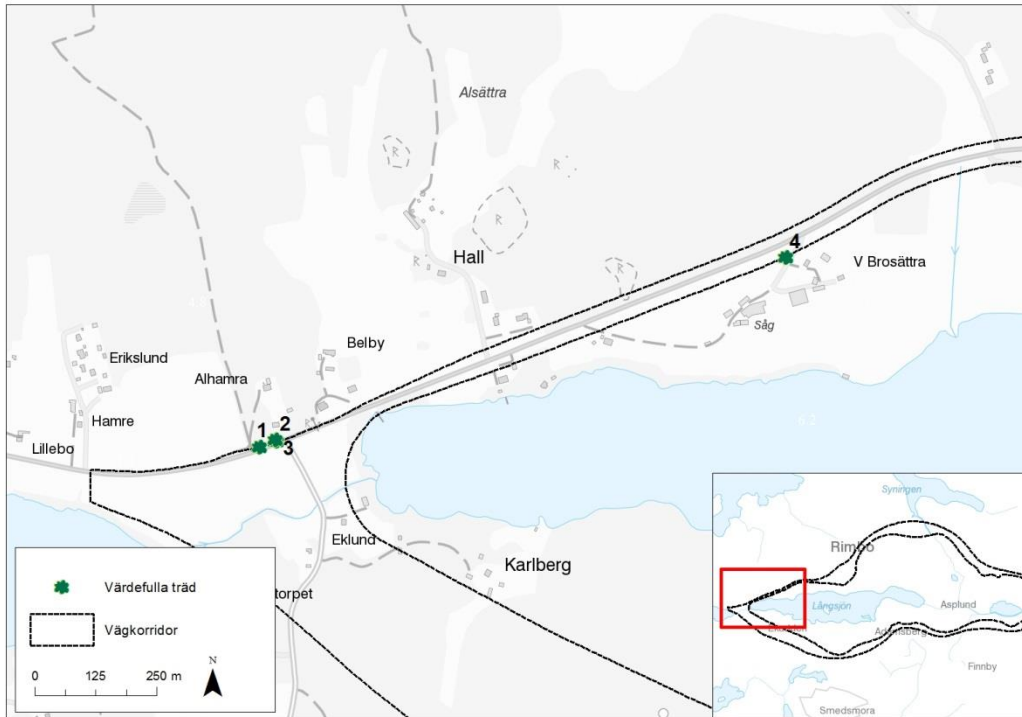 Alsättra
R
R
R
Hall
4
V Brosättra
R
Såg
Belby
Erikslund
Alhamra
Hamre
R
1
2
3
Lillebo
Eklund
Karlberg
torpet
Värdefulla träd
Vägkorridor
0 125 250 m
N
Syningen
Rimbo
Långsjön
Asplund
Finnby
Smedsmora